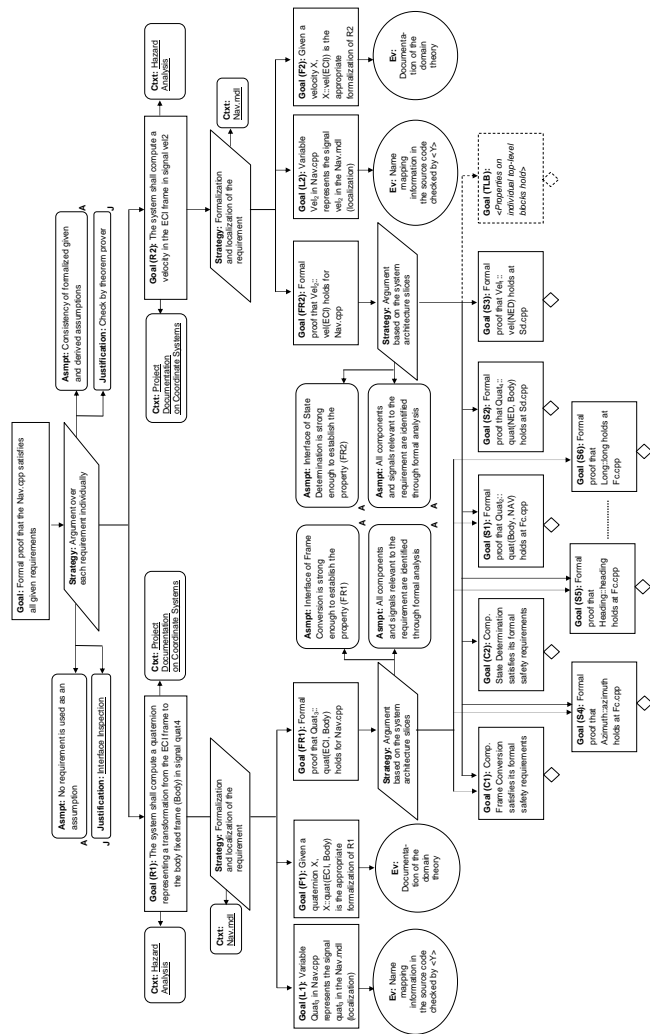 Goal: Formal proof that the Nav.cpp satisfies
all given requirements
Strategy: Argument over
each requirement individually
Asmpt: No requirement is used as an
assumption
A
Justification: Interface Inspection
J
Asmpt: Consistency of formalized given
and derived assumptions
A
Justification: Check by theorem prover
J
Ctxt: Hazard
Analysis
Goal (R1): The system shall compute a quaternion
representing a transformation from the ECI frame to
the body fixed frame (Body) in signal quat4
Ctxt: Project
Documentation
on Coordinate Systems
Ctxt: Project
Documentation
on Coordinate Systems
Goal (R2): The system shall compute a
velocity in the ECI frame in signal vel2
Ctxt: Hazard
Analysis
Ctxt:
Nav.mdl
Strategy: Formalization
and localization of the
requirement
Strategy: Formalization
and localization of the
requirement
Ctxt:
Nav.mdl
Goal (L1): Variable
Quat₃ in Nav.cpp
represents the signal
quat₃ in the Nav.mdl
(localization)
Goal (F1): Given a
quaternion X,
X::quat(ECI, Body)
is the appropriate
formalization of R1
Goal (FR1): Formal
proof that Quat₃::
quat(ECI, Body)
holds for Nav.cpp
Goal (FR2): Formal
proof that Vel₂::
vel(ECI) holds for
Nav.cpp
Goal (L2): Variable
Vel₂ in Nav.cpp
represents the signal
vel₂ in the Nav.mdl
(localization)
Goal (F2): Given a
velocity X,
X::vel(ECI)) is the
appropriate
formalization of R2
Ev: Name
mapping
information in
the source code
checked by <Y>
Ev:
Documenta-
tion of the
domain
theory
Strategy: Argument
based on the system
architecture slices
Asmpt: Interface of Frame
Conversion is strong
enough to establish the
property (FR1)
A
Asmpt: All components
and signals relevant to the
requirement are identified
through formal analysis
A
Asmpt: Interface of State
Determination is strong
enough to establish the
property (FR2)
A
Asmpt: All components
and signals relevant to the
requirement are identified
through formal analysis
A
Strategy: Argument
based on the system
architecture slices
Ev: Name
mapping
information in
the source code
checked by <Y>
Ev:
Documenta-
tion of the
domain
theory
Goal (C1): Comp.
Frame Conversion
satisfies its formal
safety requirements
Goal (C2): Comp.
State Determination
satisfies its formal
safety requirements
Goal (S1): Formal
proof that Quat₂::
quat(Body, NAV)
holds at Fc.cpp
Goal (S2): Formal
proof that Quat₄::
quat(NED, Body)
holds at Sd.cpp
Goal (S3): Formal
proof that Vel₁::
vel(NED) holds at
Sd.cpp
Goal (TLB):
<Properties on
individual top-level
blocks hold>
Goal (S4): Formal
proof that
Azimuth::azimuth
holds at Fc.cpp
Goal (S5): Formal
proof that
Heading::heading
holds at Fc.cpp
..........
Goal (S6): Formal
proof that
Long::long holds at
Fc.cpp